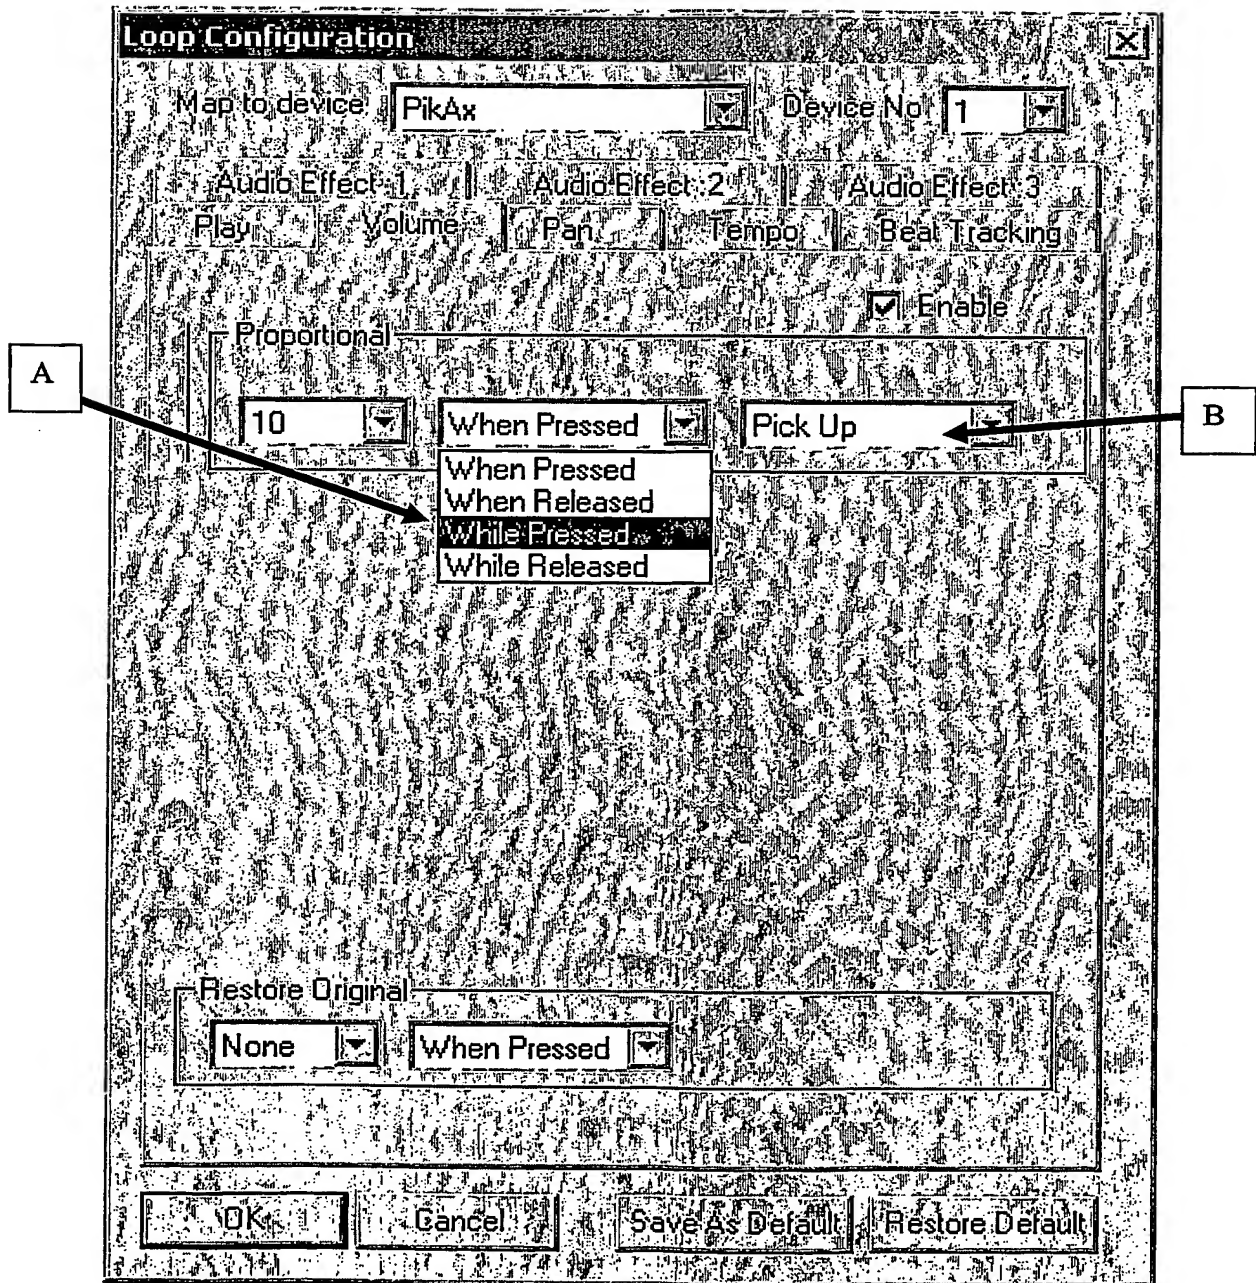 Loop Configuration
Map to device PikAx Device No 1
Audio Effect 1 Audio Effect 2 Audio Effect 3
Play Volume Pan Tempo Beat Tracking
Enable
Proportional
A
10 When Pressed Pick Up
B
When Pressed
When Released
While Pressed
While Released
Restore Original
None When Pressed
OK Cancel Save As Default Restore Default